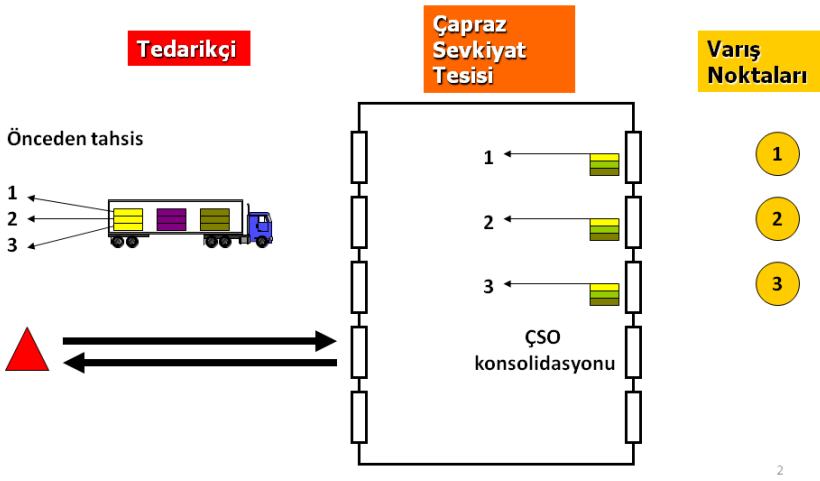 Tedarikçi
Çapraz
Sevkiyat
Tesisi
Varış
Noktaları
Önceden tahsis
1
2
3
1
2
3
ÇSO
konsolidasyonu
1
2
3
2